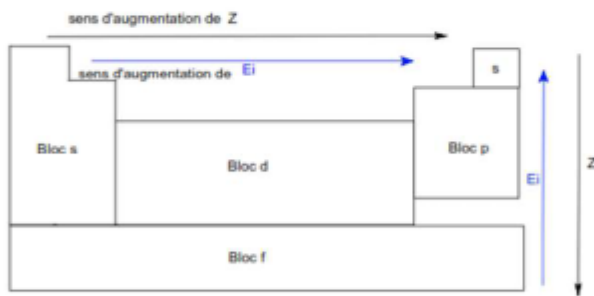 sens d'augmentation de Z
sens d'augmentation de Ei
s
Bloc s
Bloc d
Bloc p
Ei
Z
Bloc f